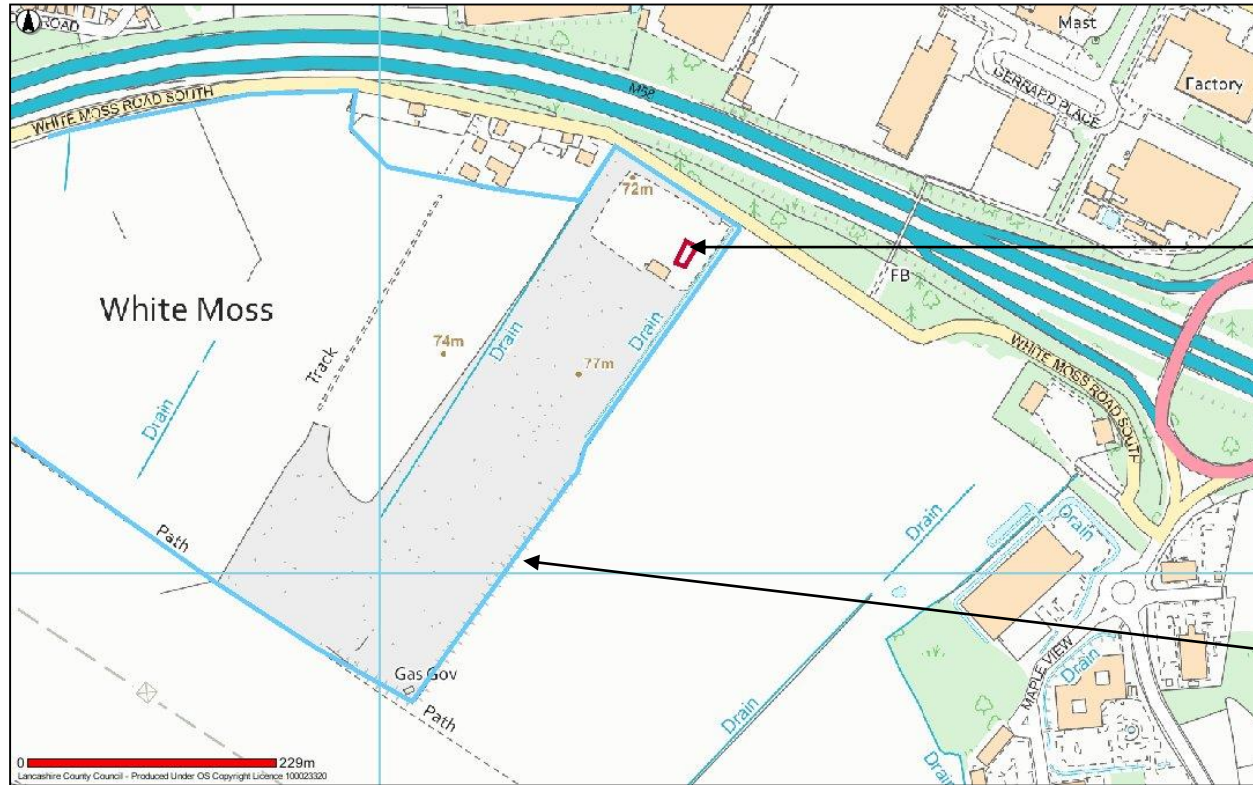 ROAD
Mast
GERRARD PLACE
Factory
M58
WHITE MOSS ROAD SOUTH
72m
FB
White Moss
Drain
Drain
74m
77m
Track
WHITE MOSS ROAD SOUTH
Drain
Drain
Drain
Path
Gas Gov
Path
MAPLE VIEW
Drain
Drain
Drain
0 229m
Lancashire County Council - Produced Under OS Copyright Licence 100023320